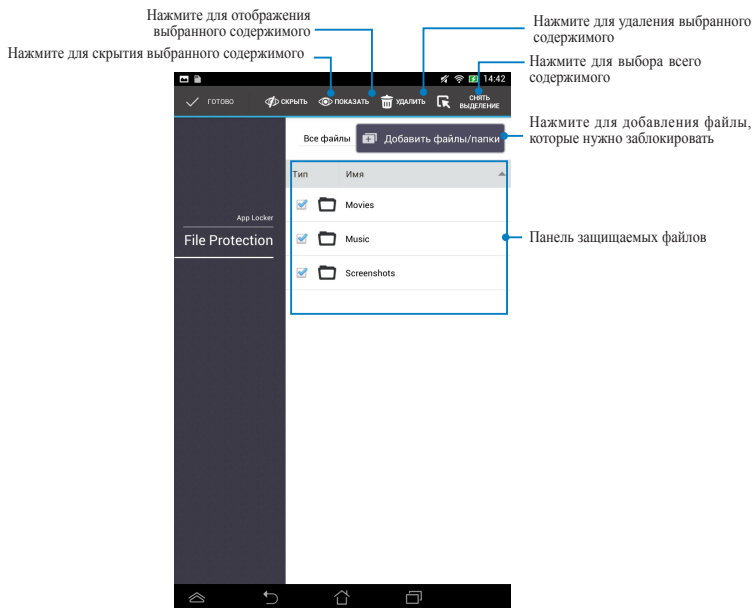 Нажмите для отображения
выбранного содержимого
Нажмите для скрытия выбранного содержимого
Нажмите для удаления выбранного
содержимого
Нажмите для выбора всего
содержимого
14:42
ГОТОВО
СКРЫТЬ
ПОКАЗАТЬ
УДАЛИТЬ
СНЯТЬ
ВЫДЕЛЕНИЕ
Нажмите для добавления файлы,
которые нужно заблокировать
Все файлы
Добавить файлы/папки
Тип
Имя
Movies
App Locker
File Protection
Music
Панель защищаемых файлов
Screenshots